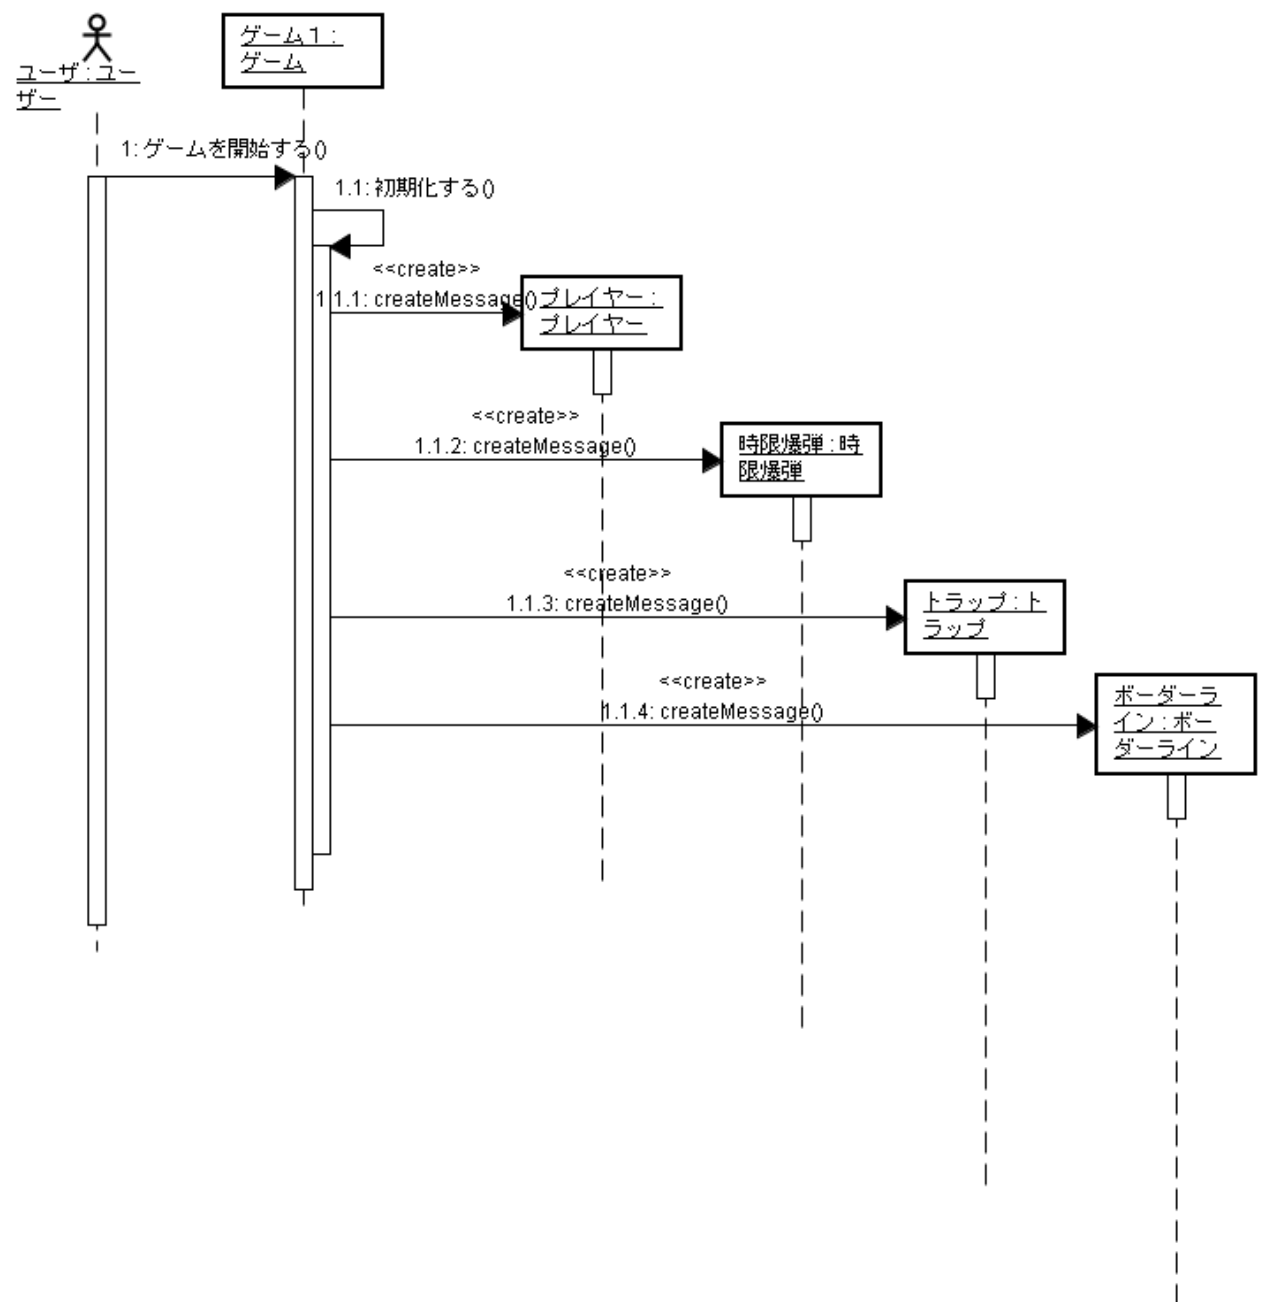 ユーザ : ユー
ザー
ゲーム１ :
ゲーム
1: ゲームを開始する()
1.1: 初期化する()
<<create>>
1.1.1: createMessage()
プレイヤー :
プレイヤー
<<create>>
1.1.2: createMessage()
時限爆弾 : 時
限爆弾
<<create>>
1.1.3: createMessage()
トラップ : ト
ラップ
<<create>>
1.1.4: createMessage()
ボーダーラ
イン : ボー
ダーライン